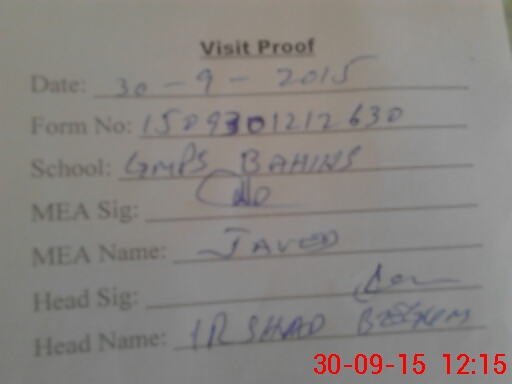 Visit Proof
Date: 30-9-2015
Form No: 1509301212630
School: GMPS BAHINS
MEA Sig:
MEA Name: JAVED
Head Sig:
Head Name: IRSHAD
30-09-15 12:15